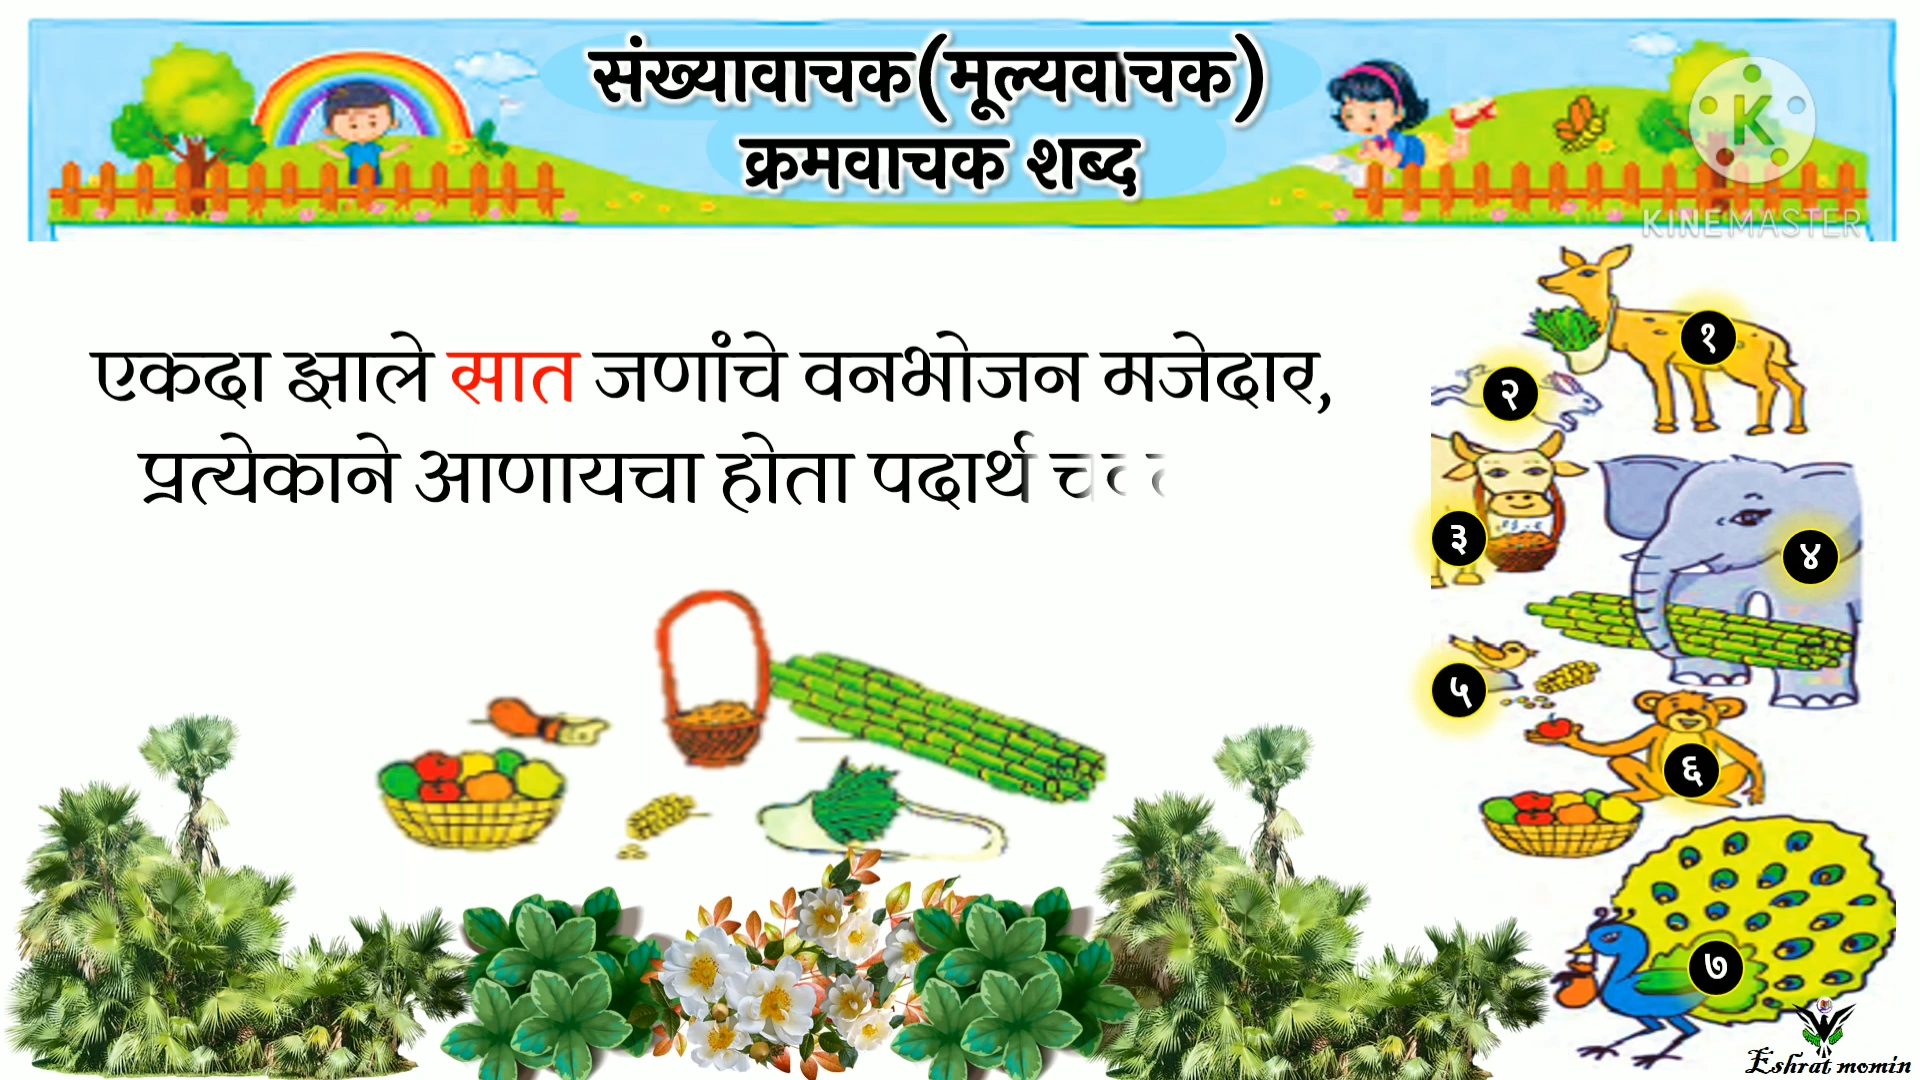 संख्यावाचक(मूल्यवाचक)
क्रमवाचक शब्द
KINEMASTER
एकदा झाले सात जणांचे वनभोजन मजेदार,
प्रत्येकाने आणायचा होता पदार्थ
१
२
३
४
५
६
७
Eshrat momin